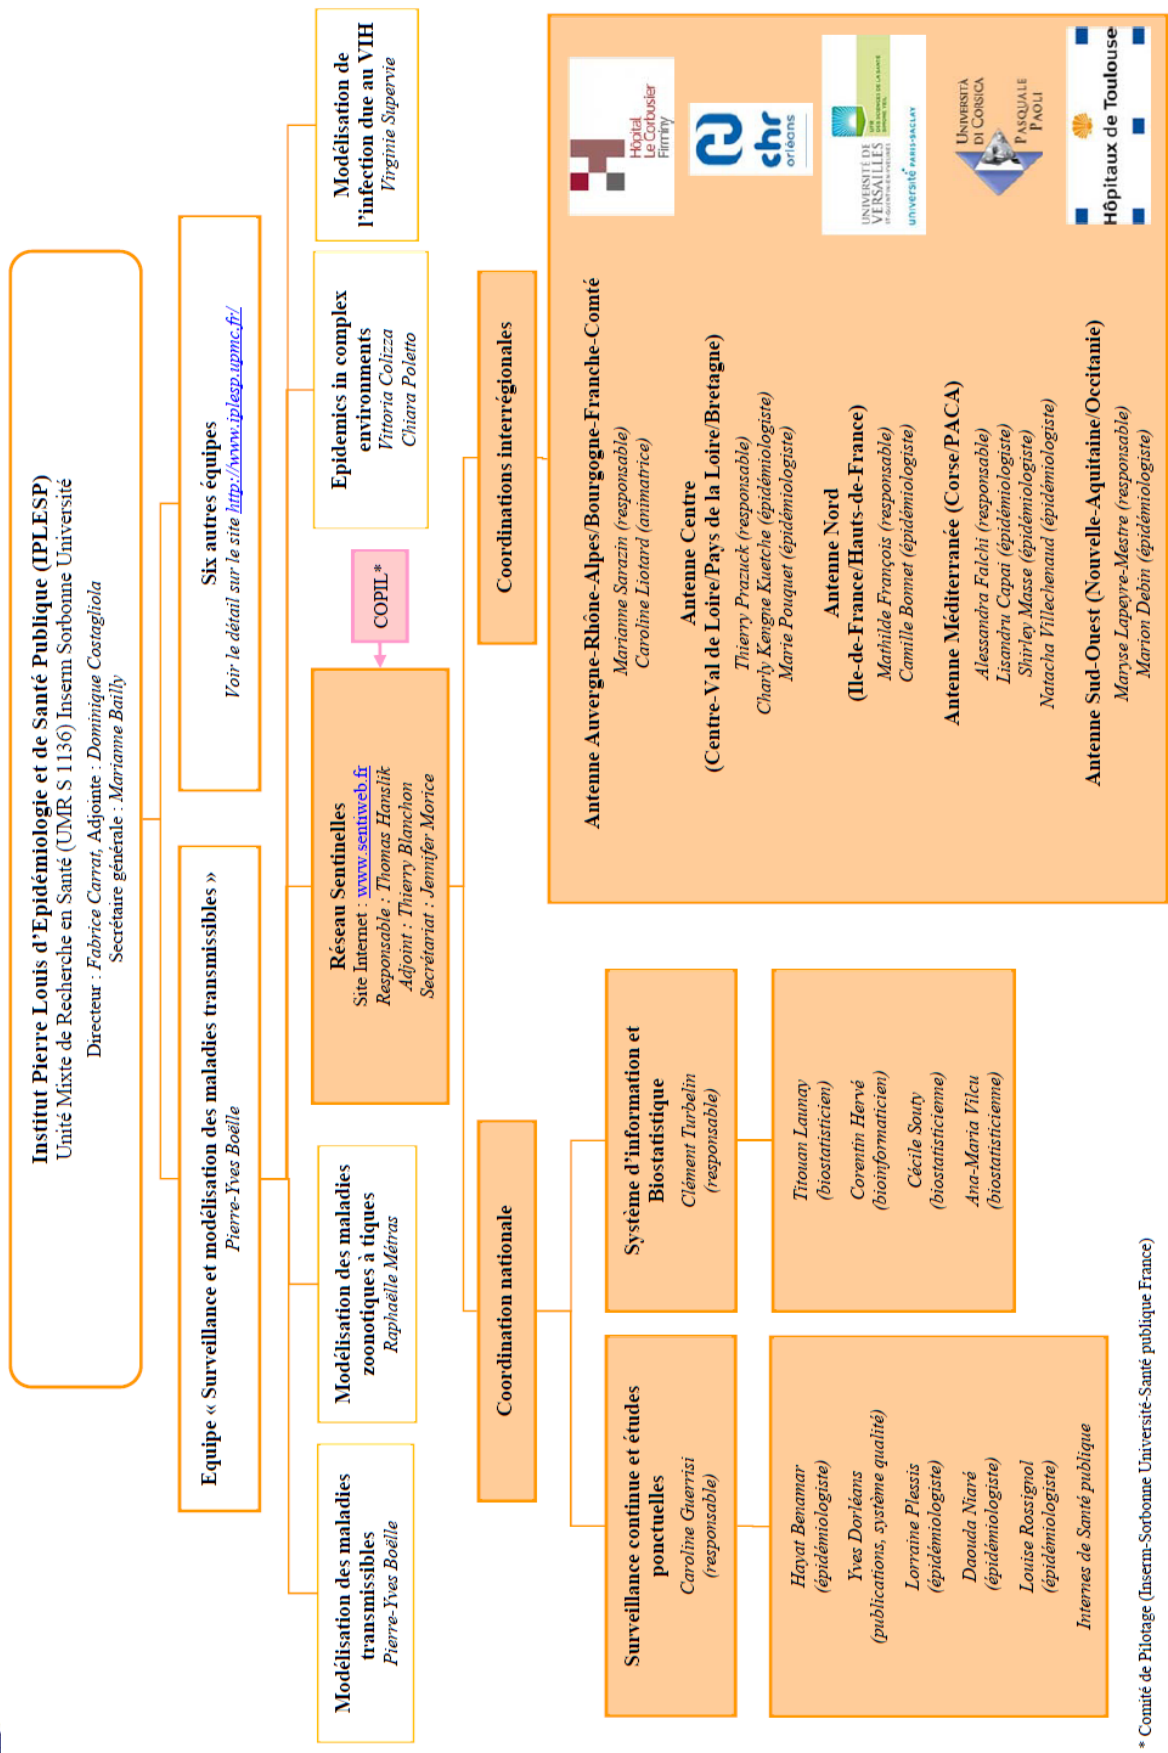 Institut Pierre Louis d'Epidémiologie et de Santé Publique (IPLESP)
Unité Mixte de Recherche en Santé (UMR S 1136) Inserm Sorbonne Université
Directeur : Fabrice Carrat, Adjointe : Dominique Costagliola
Secrétaire générale : Marianne Bailly
Equipe « Surveillance et modélisation des maladies transmissibles »
Pierre-Yves Boëlle
Six autres équipes
Voir le détail sur le site http://www.iplesp.upmc.fr/
Modélisation des maladies
transmissibles
Pierre-Yves Boëlle
Modélisation des maladies
zoonotiques à tiques
Raphaëlle Métras
Réseau Sentinelles
Site Internet : www.sentiweb.fr
Responsable : Thomas Hanslik
Adjoint : Thierry Blanchon
Secrétariat : Jennifer Morice
COPIL*
Epidemics in complex
environments
Vittoria Colizza
Chiara Poletto
Modélisation de
l'infection due au VIH
Virginie Supervie
Coordination nationale
Coordinations interrégionales
Surveillance continue et études
ponctuelles
Caroline Guerrisi
(responsable)
Système d'information et
Biostatistique
Clément Turbelin
(responsable)
Hayat Benamar
(épidémiologiste)
Yves Dorléans
(publications, système qualité)
Lorraine Plessis
(épidémiologiste)
Daouda Niaré
(épidémiologiste)
Louise Rossignol
(épidémiologiste)
Internes de Santé publique
Titouan Launay
(biostatisticien)
Corentin Hervé
(bioinformaticien)
Cécile Souty
(biostatisticienne)
Ana-Maria Vilcu
(biostatisticienne)
Antenne Auvergne-Rhône-Alpes/Bourgogne-Franche-Comté
Marianne Sarazin (responsable)
Caroline Liotard (animatrice)
Hôpital
Le Corbusier
Firminy
Antenne Centre
(Centre-Val de Loire/Pays de la Loire/Bretagne)
Thierry Prazuck (responsable)
Charly Kengne Kuetche (épidémiologiste)
Marie Pouquet (épidémiologiste)
chr
orléans
Antenne Nord
(Ile-de-France/Hauts-de-France)
Mathilde François (responsable)
Camille Bonnet (épidémiologiste)
UNIVERSITÉ DE
VERSAILLES
ST-QUENTIN-EN-YVELINES
université PARIS-SACLAY
UFR
DES SCIENCES DE LA SANTÉ
SIMONE VEIL
Antenne Méditerranée (Corse/PACA)
Alessandra Falchi (responsable)
Lisandru Capai (épidémiologiste)
Shirley Masse (épidémiologiste)
Natacha Villechenaud (épidémiologiste)
UNIVERSITÀ
DI CORSICA
PASQUALE
PAOLI
Antenne Sud-Ouest (Nouvelle-Aquitaine/Occitanie)
Maryse Lapeyre-Mestre (responsable)
Marion Debin (épidémiologiste)
Hôpitaux de Toulouse
* Comité de Pilotage (Inserm-Sorbonne Université-Santé publique France)